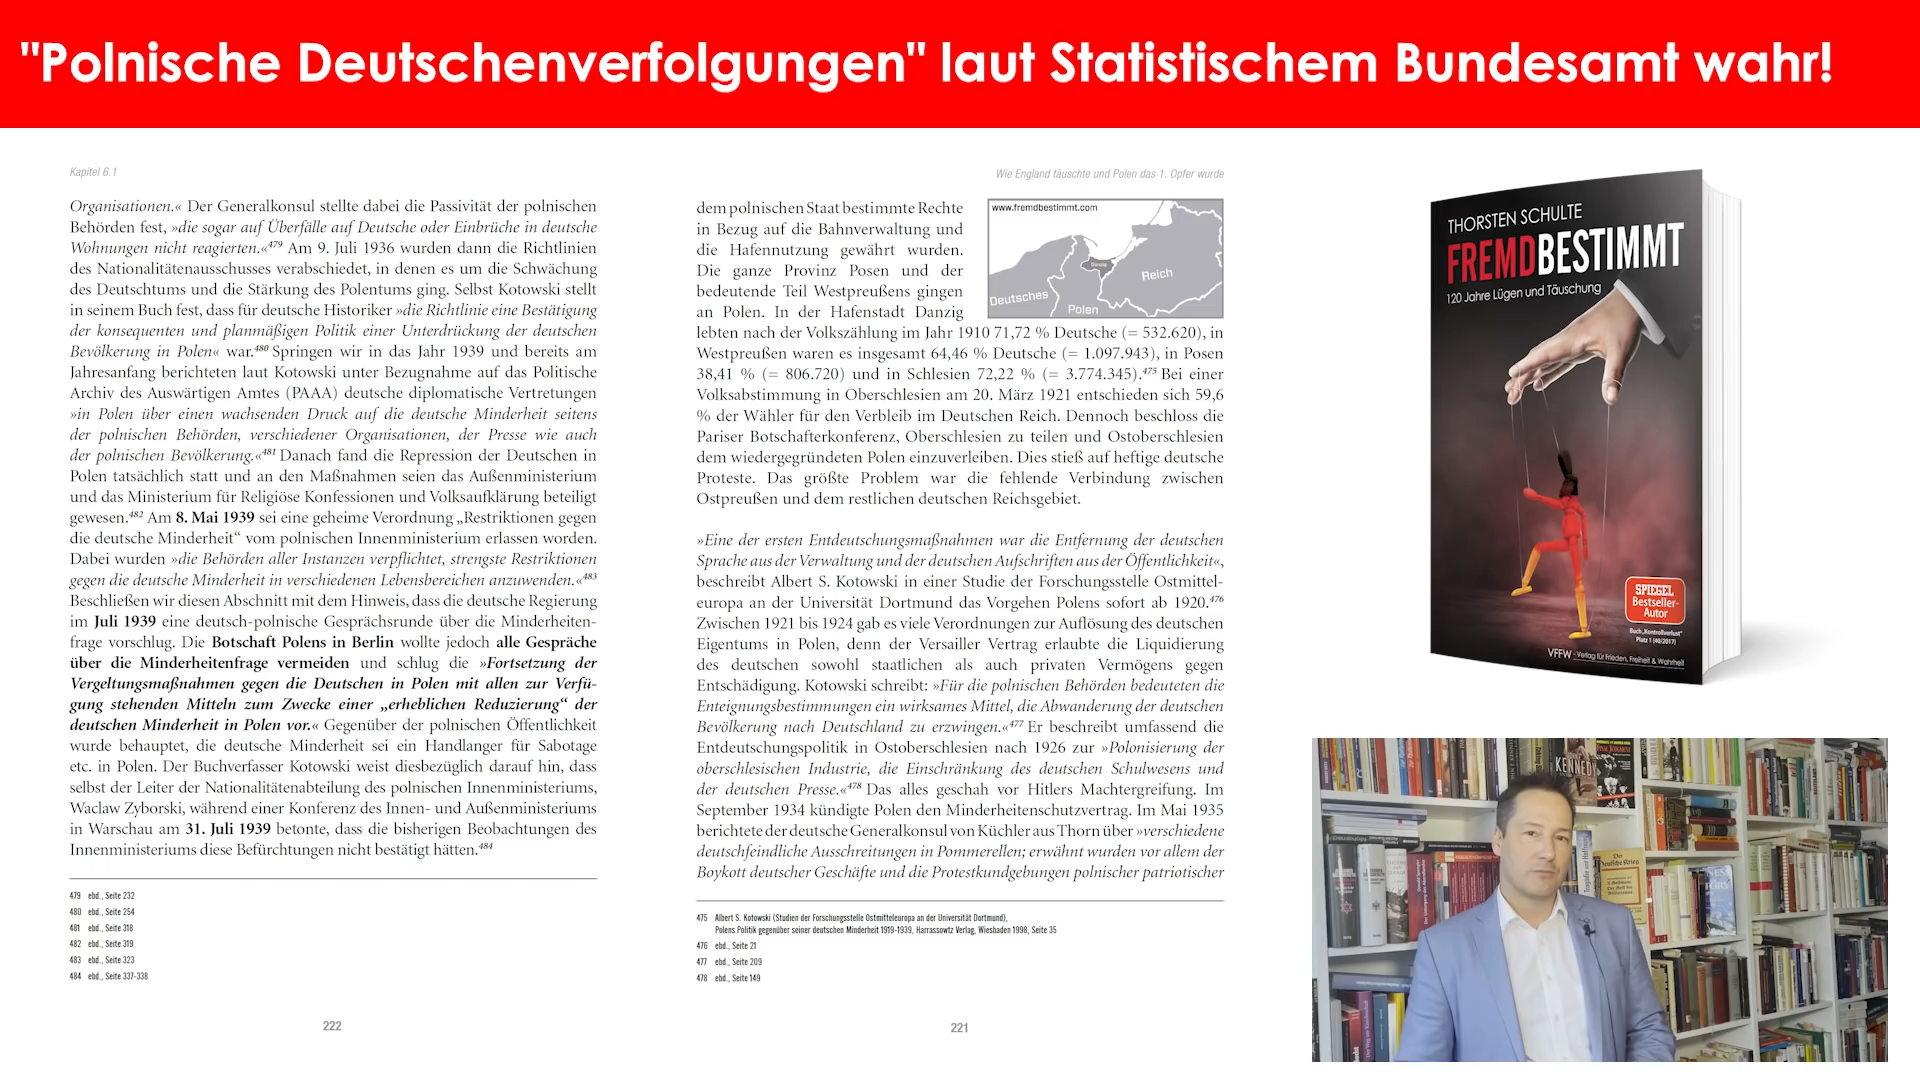 "Polnische Deutschenverfolgungen" laut Statistischem Bundesamt wahr!
Kapitel 6.1
Organisationen.« Der Generalkonsul stellte dabei die Passivität der polnischen
Behörden fest, »die sogar auf Überfälle auf Deutsche oder Einbrüche in deutsche
Wohnungen nicht reagierten.«479 Am 9. Juli 1936 wurden dann die Richtlinien
des Nationalitätenausschusses verabschiedet, in denen es um die Schwächung
des Deutschtums und die Stärkung des Polentums ging. Selbst Kotowski stellt
in seinem Buch fest, dass für deutsche Historiker »die Richtlinie eine Bestätigung
der konsequenten und planmäßigen Politik einer Unterdrückung der deutschen
Bevölkerung in Polen« war.480 Springen wir in das Jahr 1939 und bereits am
Jahresanfang berichteten laut Kotowski unter Bezugnahme auf das Politische
Archiv des Auswärtigen Amtes (PAAA) deutsche diplomatische Vertretungen
»in Polen über einen wachsenden Druck auf die deutsche Minderheit seitens
der polnischen Behörden, verschiedener Organisationen, der Presse wie auch
der polnischen Bevölkerung.«481 Danach fand die Repression der Deutschen in
Polen tatsächlich statt und an den Maßnahmen seien das Außenministerium
und das Ministerium für Religiöse Konfessionen und Volksaufklärung beteiligt
gewesen.482 Am 8. Mai 1939 sei eine geheime Verordnung „Restriktionen gegen
die deutsche Minderheit“ vom polnischen Innenministerium erlassen worden.
Dabei wurden »die Behörden aller Instanzen verpflichtet, strengste Restriktionen
gegen die deutsche Minderheit in verschiedenen Lebensbereichen anzuwenden.«483
Beschließen wir diesen Abschnitt mit dem Hinweis, dass die deutsche Regierung
im Juli 1939 eine deutsch-polnische Gesprächsrunde über die Minderheiten-
frage vorschlug. Die Botschaft Polens in Berlin wollte jedoch alle Gespräche
über die Minderheitenfrage vermeiden und schlug die »Fortsetzung der
Vergeltungsmaßnahmen gegen die Deutschen in Polen mit allen zur Verfü-
gung stehenden Mitteln zum Zwecke einer „erheblichen Reduzierung“ der
deutschen Minderheit in Polen vor.« Gegenüber der polnischen Öffentlichkeit
wurde behauptet, die deutsche Minderheit sei ein Handlanger für Sabotage
etc. in Polen. Der Buchverfasser Kotowski weist diesbezüglich darauf hin, dass
selbst der Leiter der Nationalitätenabteilung des polnischen Innenministeriums,
Waclaw Zyborski, während einer Konferenz des Innen- und Außenministeriums
in Warschau am 31. Juli 1939 betonte, dass die bisherigen Beobachtungen des
Innenministeriums diese Befürchtungen nicht bestätigt hätten.484
479 ebd., Seite 232
480 ebd., Seite 254
481 ebd., Seite 318
482 ebd., Seite 319
483 ebd., Seite 323
484 ebd., Seite 337-338
222
Wie England täuschte und Polen das 1. Opfer wurde
dem polnischen Staat bestimmte Rechte
in Bezug auf die Bahnverwaltung und
die Hafennutzung gewährt wurden.
Die ganze Provinz Posen und der
bedeutende Teil Westpreußens gingen
an Polen. In der Hafenstadt Danzig
www.fremdbestimmt.com
Danzig
Deutsches
Reich
Polen
lebten nach der Volkszählung im Jahr 1910 71,72 % Deutsche (= 532.620), in
Westpreußen waren es insgesamt 64,46 % Deutsche (= 1.097.943), in Posen
38,41 % (= 806.720) und in Schlesien 72,22 % (= 3.774.345).475 Bei einer
Volksabstimmung in Oberschlesien am 20. März 1921 entschieden sich 59,6
% der Wähler für den Verbleib im Deutschen Reich. Dennoch beschloss die
Pariser Botschafterkonferenz, Oberschlesien zu teilen und Ostoberschlesien
dem wiedergegründeten Polen einzuverleiben. Dies stieß auf heftige deutsche
Proteste. Das größte Problem war die fehlende Verbindung zwischen
Ostpreußen und dem restlichen deutschen Reichsgebiet.
»Eine der ersten Entdeutschungsmaßnahmen war die Entfernung der deutschen
Sprache aus der Verwaltung und der deutschen Aufschriften aus der Öffentlichkeit«,
beschreibt Albert S. Kotowski in einer Studie der Forschungsstelle Ostmittel-
europa an der Universität Dortmund das Vorgehen Polens sofort ab 1920.476
Zwischen 1921 bis 1924 gab es viele Verordnungen zur Auflösung des deutschen
Eigentums in Polen, denn der Versailler Vertrag erlaubte die Liquidierung
des deutschen sowohl staatlichen als auch privaten Vermögens gegen
Entschädigung. Kotowski schreibt: »Für die polnischen Behörden bedeuteten die
Enteignungsbestimmungen ein wirksames Mittel, die Abwanderung der deutschen
Bevölkerung nach Deutschland zu erzwingen.«477 Er beschreibt umfassend die
Entdeutschungspolitik in Ostoberschlesien nach 1926 zur »Polonisierung der
oberschlesischen Industrie, die Einschränkung des deutschen Schulwesens und
der deutschen Presse.«478 Das alles geschah vor Hitlers Machtergreifung. Im
September 1934 kündigte Polen den Minderheitenschutzvertrag. Im Mai 1935
berichtete der deutsche Generalkonsul von Küchler aus Thorn über »verschiedene
deutschfeindliche Ausschreitungen in Pommerellen; erwähnt wurden vor allem der
Boykott deutscher Geschäfte und die Protestkundgebungen polnischer patriotischer
475 Albert S. Kotowski (Studien der Forschungsstelle Ostmitteleuropa an der Universität Dortmund),
Polens Politik gegenüber seiner deutschen Minderheit 1919-1939, Harrassowtz Verlag, Wiesbaden 1998, Seite 35
476 ebd., Seite 21
477 ebd., Seite 209
478 ebd., Seite 149
221
THORSTEN SCHULTE
FREMDBESTIMMT
120 Jahre Lügen und Täuschung
SPIEGEL
Bestseller-
Autor
Buch „Kontrollverlust“
Platz 1 (40/2017)
VFFW - Verlag für Frieden, Freiheit & Wahrheit
KENNEDY